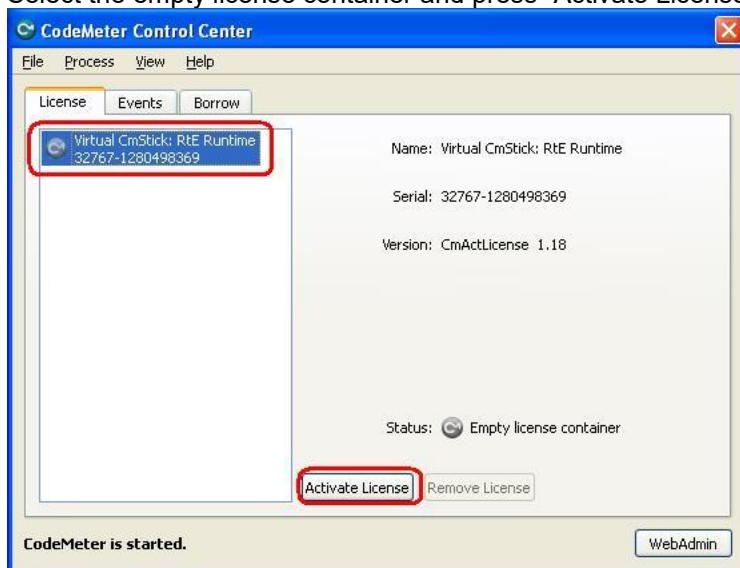 Select the empty license container and press "Activate License
CodeMeter Control Center
File Process View Help
License Events Borrow
Virtual CmStick: RtE Runtime
32767-1280498369
Name: Virtual CmStick: RtE Runtime
Serial: 32767-1280498369
Version: CmActLicense 1.18
Status: Empty license container
Activate License Remove License
CodeMeter is started. WebAdmin